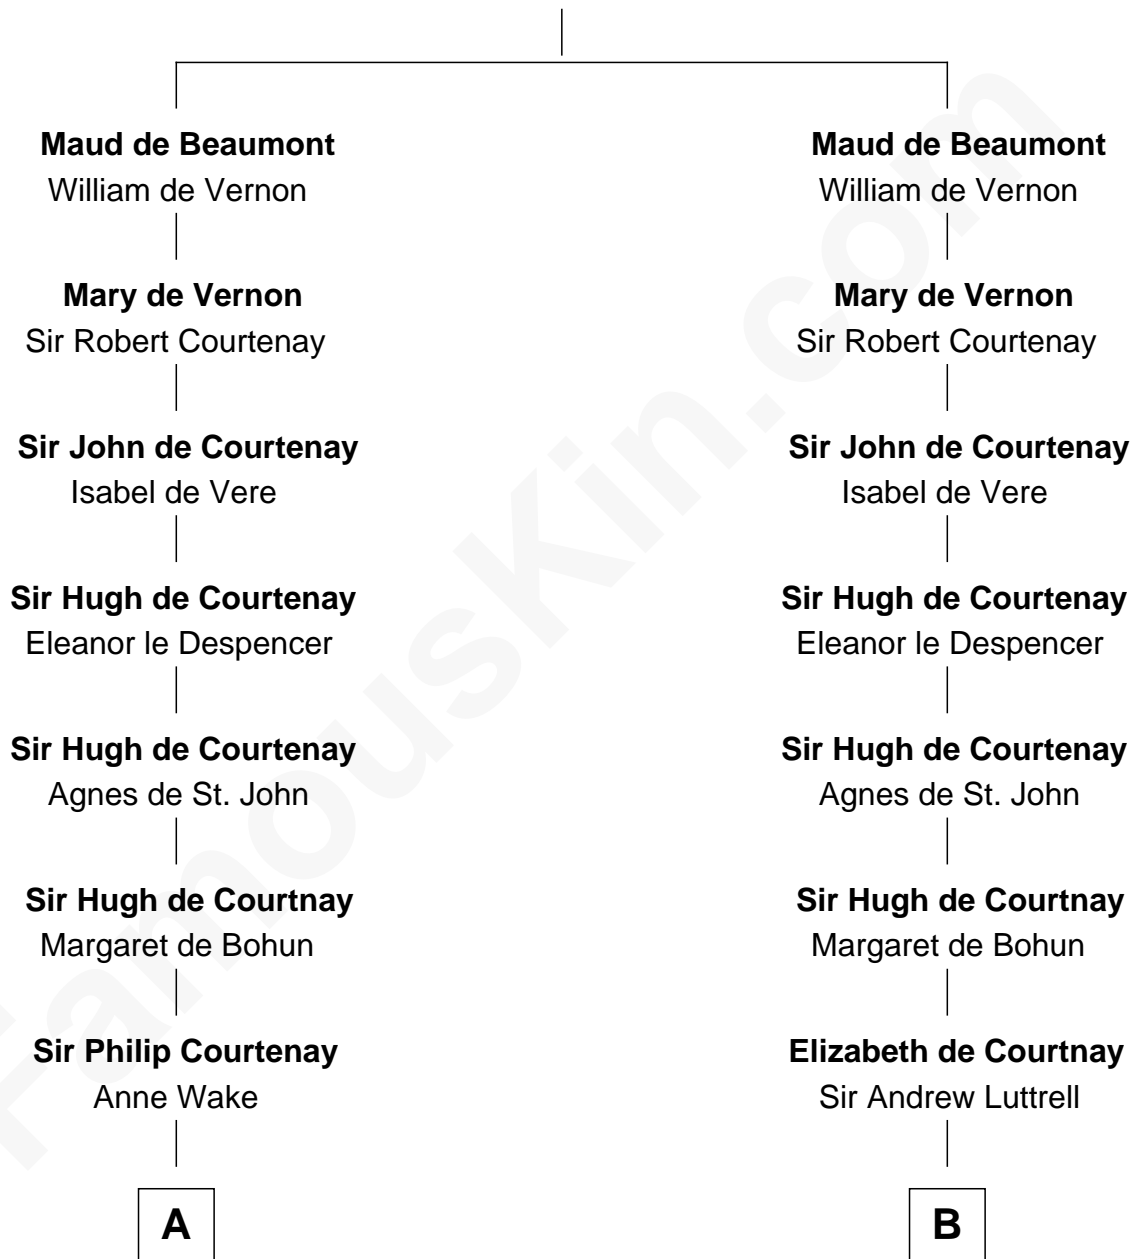 Maud de Beaumont
William de Vernon
Mary de Vernon
Sir Robert Courtenay
Sir John de Courtenay
Isabel de Vere
Sir Hugh de Courtenay
Eleanor le Despencer
Sir Hugh de Courtenay
Agnes de St. John
Sir Hugh de Courtnay
Margaret de Bohun
Sir Philip Courtenay
Anne Wake
A
Maud de Beaumont
William de Vernon
Mary de Vernon
Sir Robert Courtenay
Sir John de Courtenay
Isabel de Vere
Sir Hugh de Courtenay
Eleanor le Despencer
Sir Hugh de Courtenay
Agnes de St. John
Sir Hugh de Courtnay
Margaret de Bohun
Elizabeth de Courtnay
Sir Andrew Luttrell
B
FamousKin.com